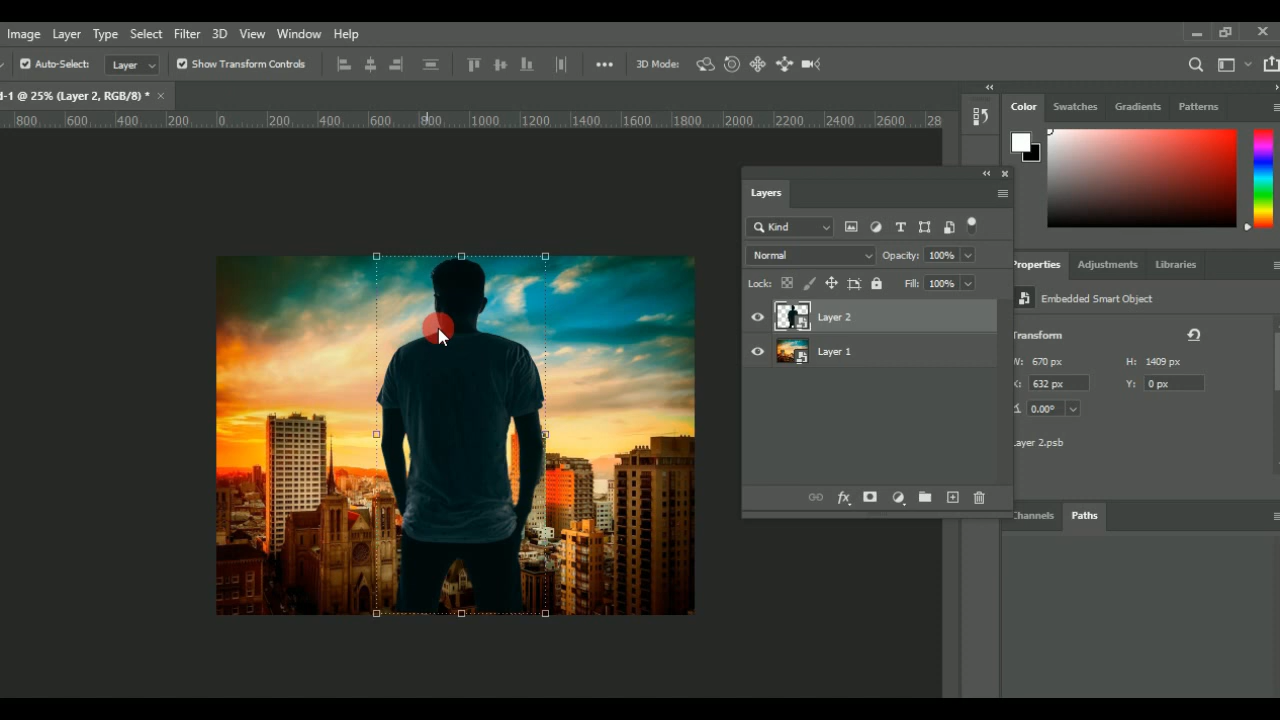 Image Layer Type Select Filter 3D View Window Help
Auto-Select: Layer Show Transform Controls 3D Mode:
d-1 @ 25% (Layer 2, RGB/8) * ×
800 600 400 200 0 200 400 600 800 1000 1200 1400 1600 1800 2000 2200 2400 2600 28
Color Swatches Gradients Patterns
Layers
Kind
Normal Opacity: 100%
Lock: Fill: 100%
Layer 2
Layer 1
fx
Properties Adjustments Libraries
Embedded Smart Object
Transform
W: 670 px H: 1409 px
X: 632 px Y: 0 px
0.00°
Layer 2.psb
Channels Paths